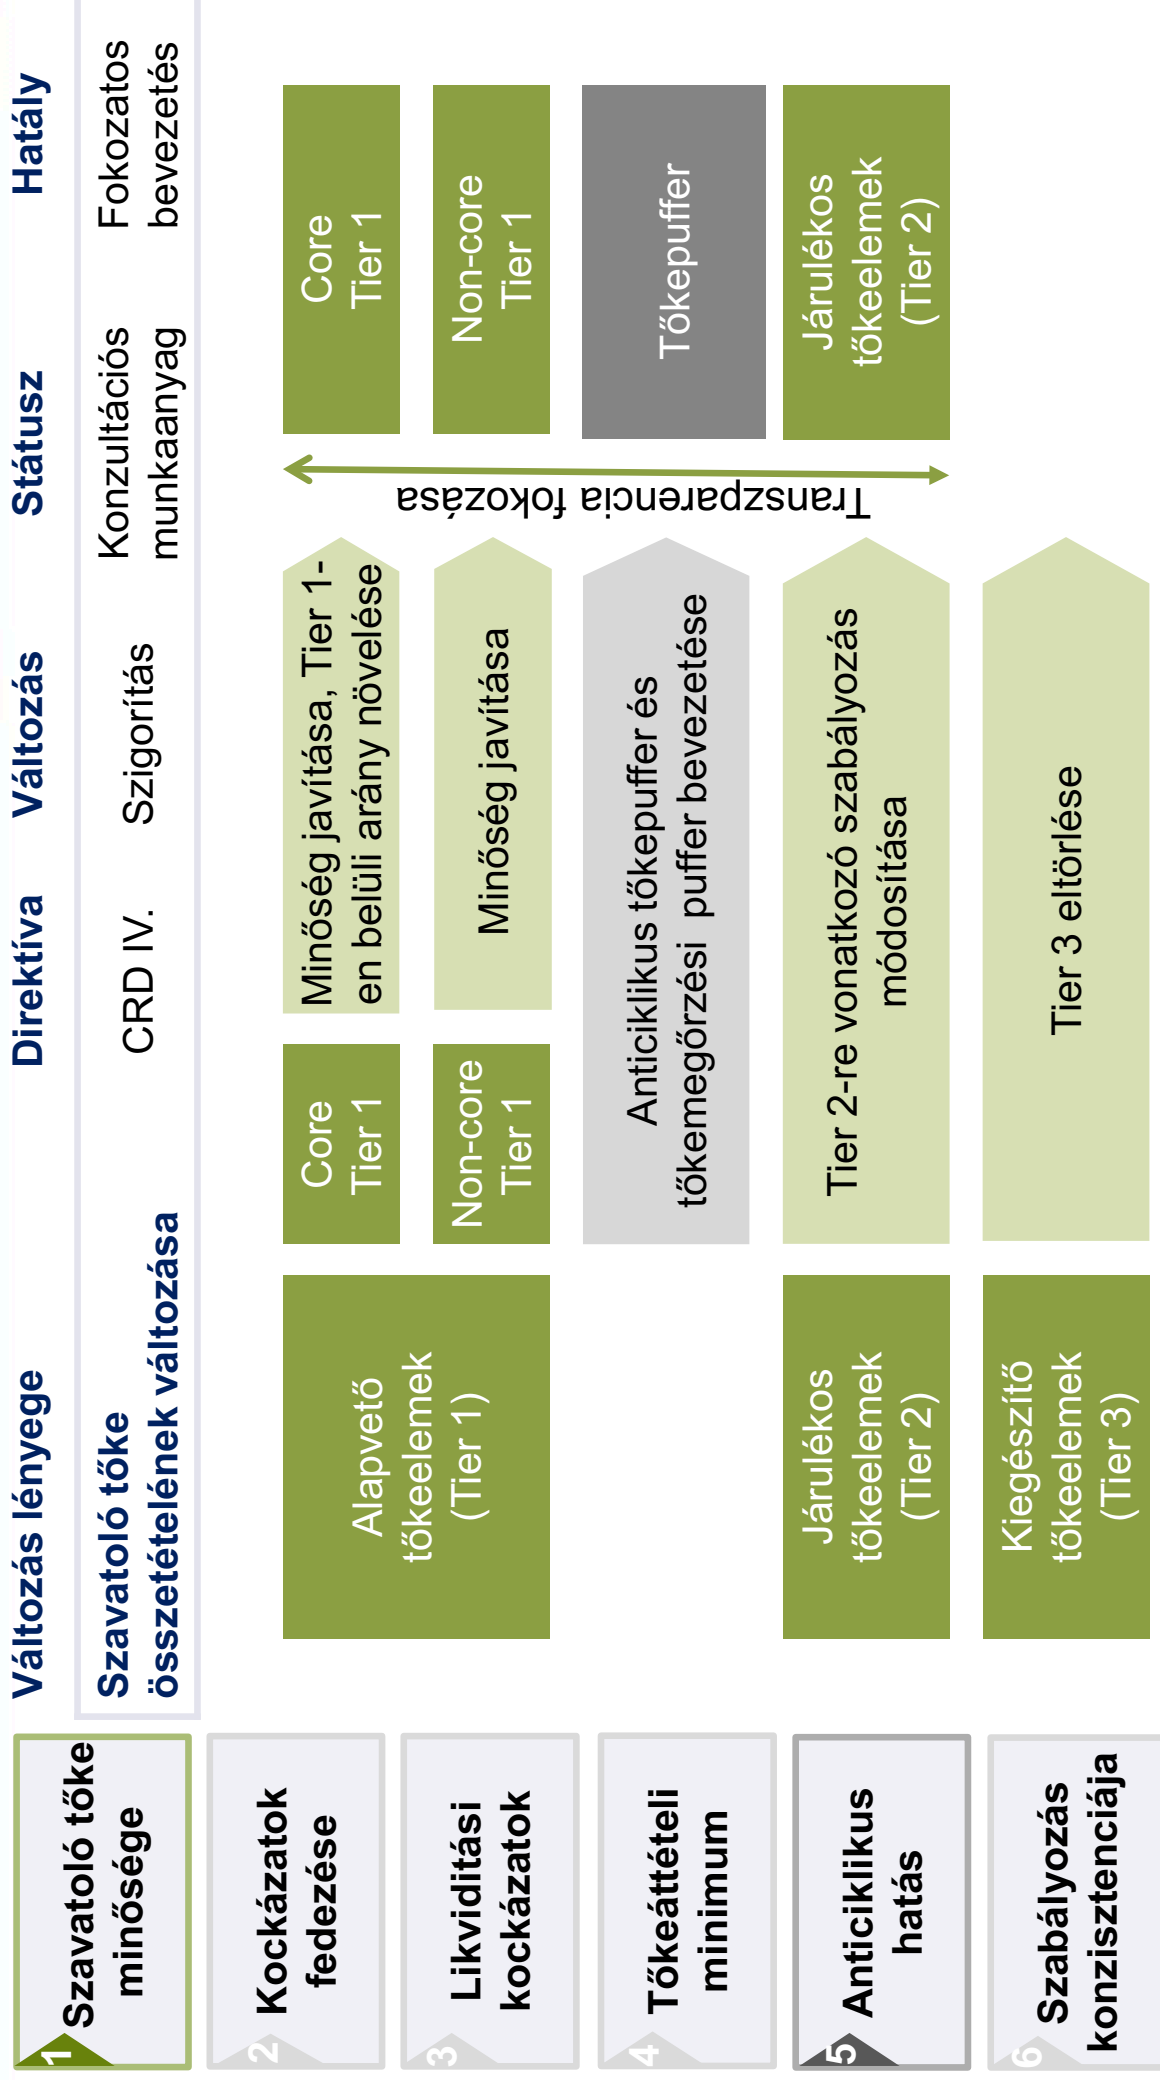 Változás lényege
Direktíva
Változás
Státusz
Hatály
Szavatoló tőke
összetételének változása
CRD IV.
Szigorítás
Konzultációs
munkaanyag
Fokozatos
bevezetés
1
Szavatoló tőke
minősége
2
Kockázatok
fedezése
3
Likviditási
kockázatok
4
Tőkeáttételi
minimum
5
Anticiklikus
hatás
6
Szabályozás
konzisztenciája
Alapvető
tőkeelemek
(Tier 1)
Core
Tier 1
Minőség javítása, Tier 1-
en belüli arány növelése
Core
Tier 1
Non-core
Tier 1
Minőség javítása
Non-core
Tier 1
Anticiklikus tőkepuffer és
tőkemegőrzési puffer bevezetése
Tőkepuffer
Járulékos
tőkeelemek
(Tier 2)
Tier 2-re vonatkozó szabályozás
módosítása
Járulékos
tőkeelemek
(Tier 2)
Kiegészítő
tőkeelemek
(Tier 3)
Tier 3 eltörlése
Transzparencia fokozása